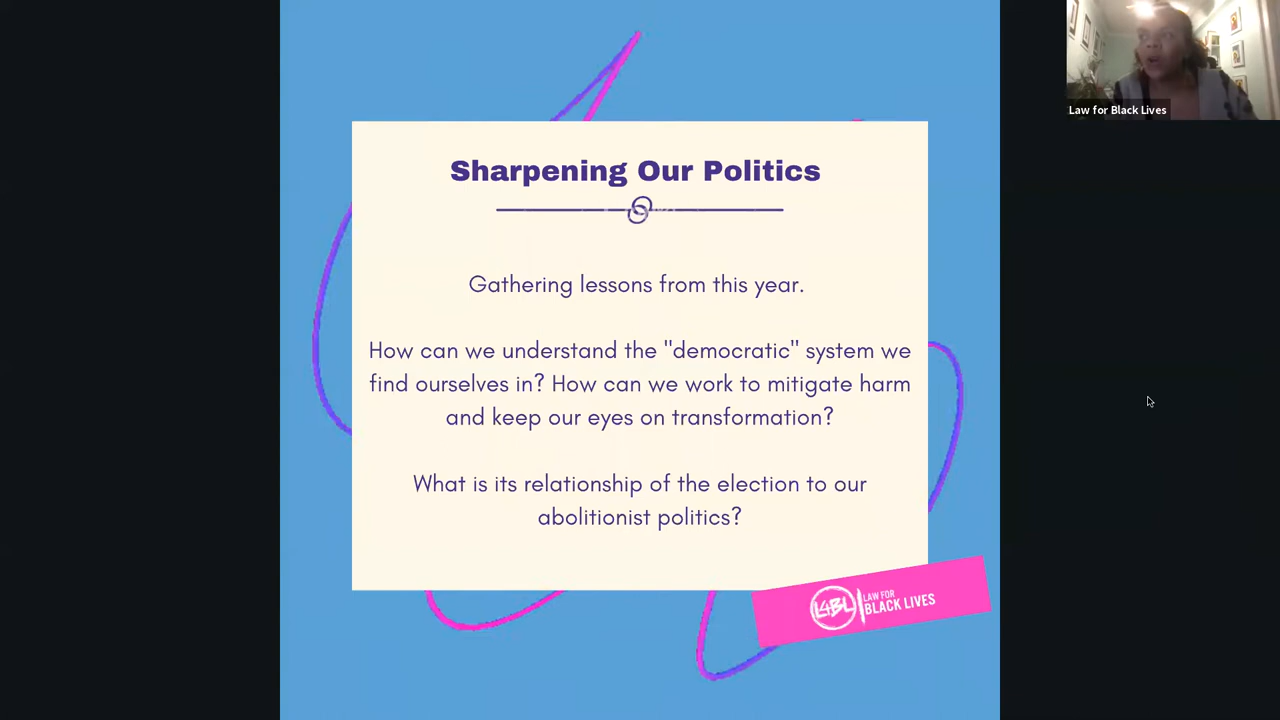 Law for Black Lives
Sharpening Our Politics
Gathering lessons from this year.
How can we understand the "democratic" system we
find ourselves in? How can we work to mitigate harm
and keep our eyes on transformation?
What is its relationship of the election to our
abolitionist politics?
L4BL
LAW FOR
BLACK LIVES